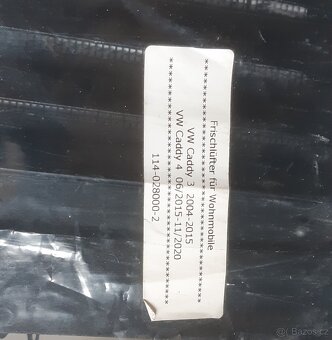 Frischlüfter für Wohnmobile
************************************
VW Caddy 3 2004-2015
VW Caddy 4 06/2015-11/2020
************************************
114-028000-2
Bazos.cz